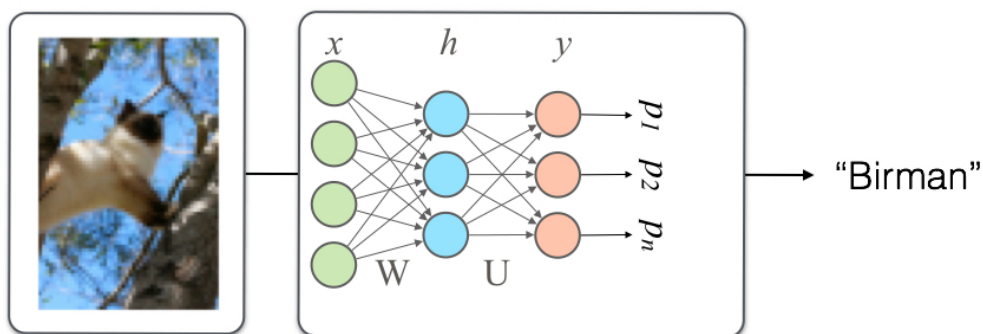 x h y
p1
p2
pn
W U
“Birman”